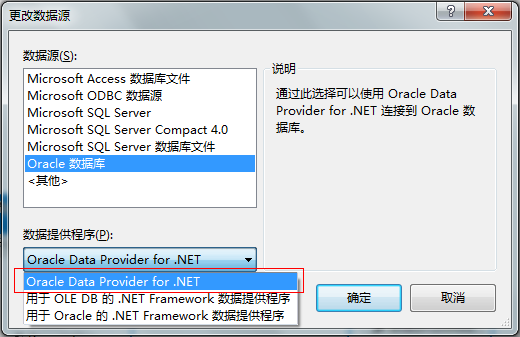 更改数据源
数据源(S):
Microsoft Access 数据库文件
Microsoft ODBC 数据源
Microsoft SQL Server
Microsoft SQL Server Compact 4.0
Microsoft SQL Server 数据库文件
Oracle 数据库
<其他>
说明
通过此选择可以使用 Oracle Data
Provider for .NET 连接到 Oracle 数
据库。
数据提供程序(P):
Oracle Data Provider for .NET
Oracle Data Provider for .NET
用于 OLE DB 的 .NET Framework 数据提供程序
用于 Oracle 的 .NET Framework 数据提供程序
确定
取消